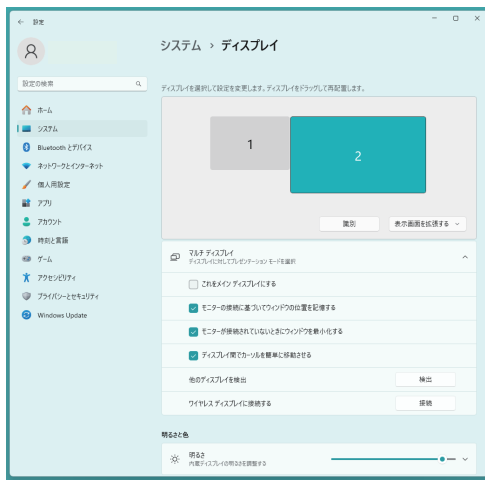 設定
システム › ディスプレイ
設定の検索
ディスプレイを選択して設定を変更します。ディスプレイをドラッグして再配置します。
ホーム
システム
Bluetooth とデバイス
ネットワークとインターネット
個人用設定
アプリ
アカウント
時刻と言語
ゲーム
アクセシビリティ
プライバシーとセキュリティ
Windows Update
1
2
識別
表示画面を拡張する
マルチ ディスプレイ
ディスプレイに対してプレゼンテーション モードを選択
これをメイン ディスプレイにする
モニターの接続に基づいてウィンドウの位置を記憶する
モニターが接続されていないときにウィンドウを最小化する
ディスプレイ間でカーソルを簡単に移動させる
他のディスプレイを検出
検出
ワイヤレス ディスプレイに接続する
接続
明るさと色
明るさ
内蔵ディスプレイの明るさを調整する